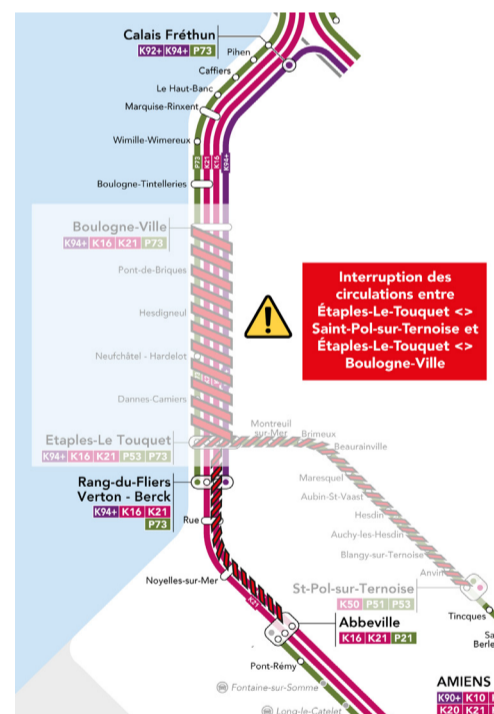 Calais Fréthun
K92+ K94+ P73
Pihen
Caffiers
Le Haut-Banc
Marquise-Rinxent
Wimille-Wimereux
P73 K21 K16 K94+
Boulogne-Tintelleries
Boulogne-Ville
K94+ K16 K21 P73
Pont-de-Briques
Hesdigneul
Neufchâtel - Hardelot
Dannes-Camiers
Interruption des
circulations entre
Étaples-Le-Touquet <>
Saint-Pol-sur-Ternoise et
Étaples-Le-Touquet <>
Boulogne-Ville
Etaples-Le Touquet
K94+ K16 K21 P53 P73
Montreuil
sur-Mer
Brimeux
Beaurainville
Maresquel
Aubin-St-Vaast
Hesdin
Auchy-les-Hesdin
Blangy-sur-Ternoise
Anvin
St-Pol-sur-Ternoise
K50 P51 P53
Tincques
Berle
Rang-du-Fliers
Verton - Berck
K94+ K16 K21
P73
Rue
Noyelles-sur-Mer
K21
Abbeville
K16 K21 P21
Pont-Rémy
Fontaine-sur-Somme
Long-le-Catelet
AMIENS
K90+ K10
K20 K21